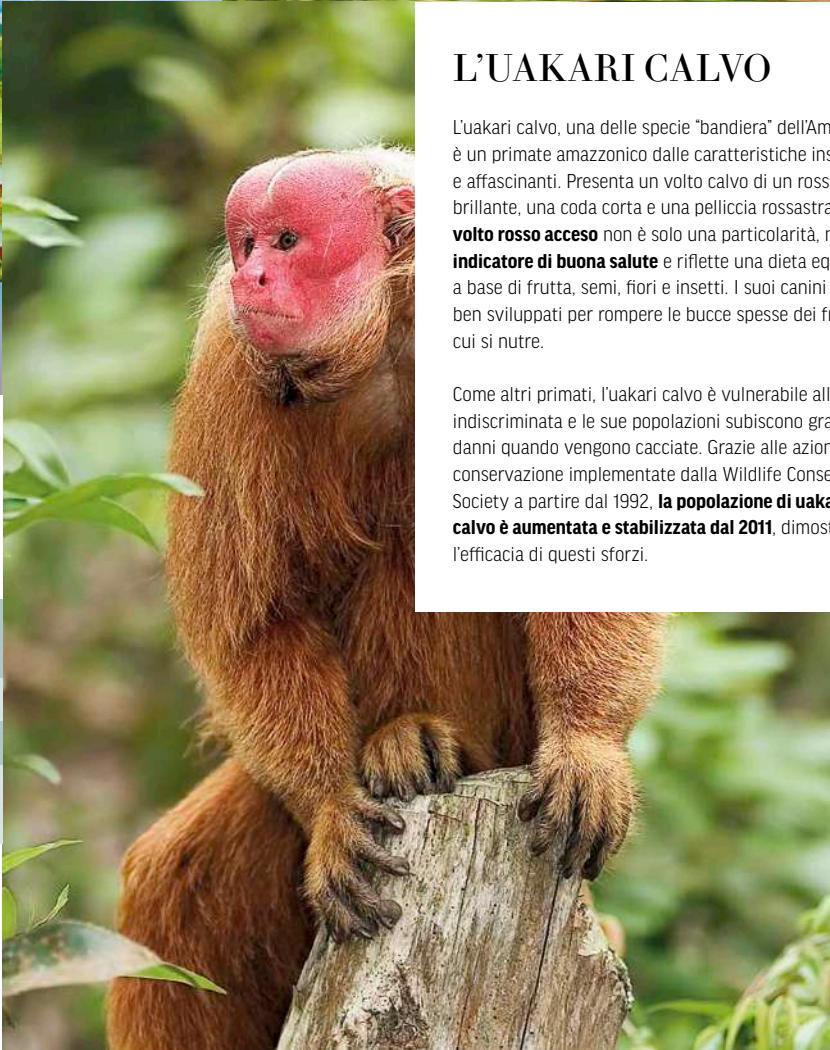 L’UAKARI CALVO
L’uakari calvo, una delle specie “bandiera” dell’Am
è un primate amazzonico dalle caratteristiche ins
e affascinanti. Presenta un volto calvo di un ross
brillante, una coda corta e una pelliccia rossastra
volto rosso acceso non è solo una particolarità, 
indicatore di buona salute e riflette una dieta eq
a base di frutta, semi, fiori e insetti. I suoi canini
ben sviluppati per rompere le bucce spesse dei fr
cui si nutre.
Come altri primati, l’uakari calvo è vulnerabile all
indiscriminata e le sue popolazioni subiscono gra
danni quando vengono cacciate. Grazie alle azion
conservazione implementate dalla Wildlife Conse
Society a partire dal 1992, la popolazione di uaka
calvo è aumentata e stabilizzata dal 2011, dimost
l’efficacia di questi sforzi.